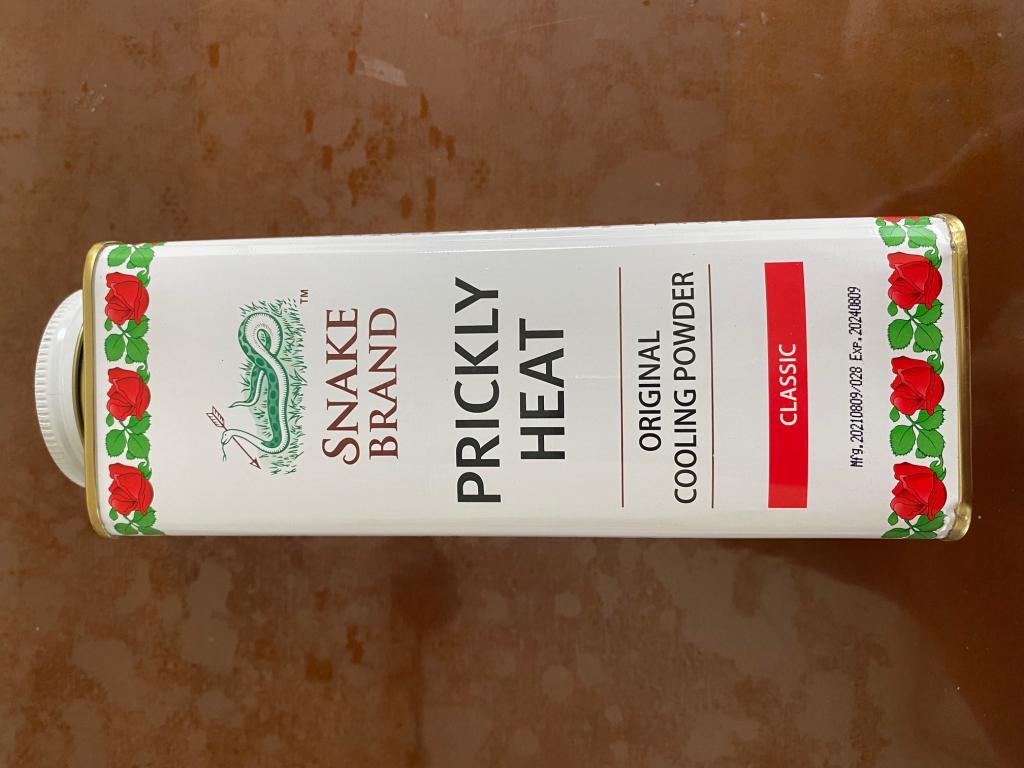 TM
SNAKE
BRAND
PRICKLY
HEAT
ORIGINAL
COOLING POWDER
CLASSIC
Mfg.20210809/028 Exp.20240809